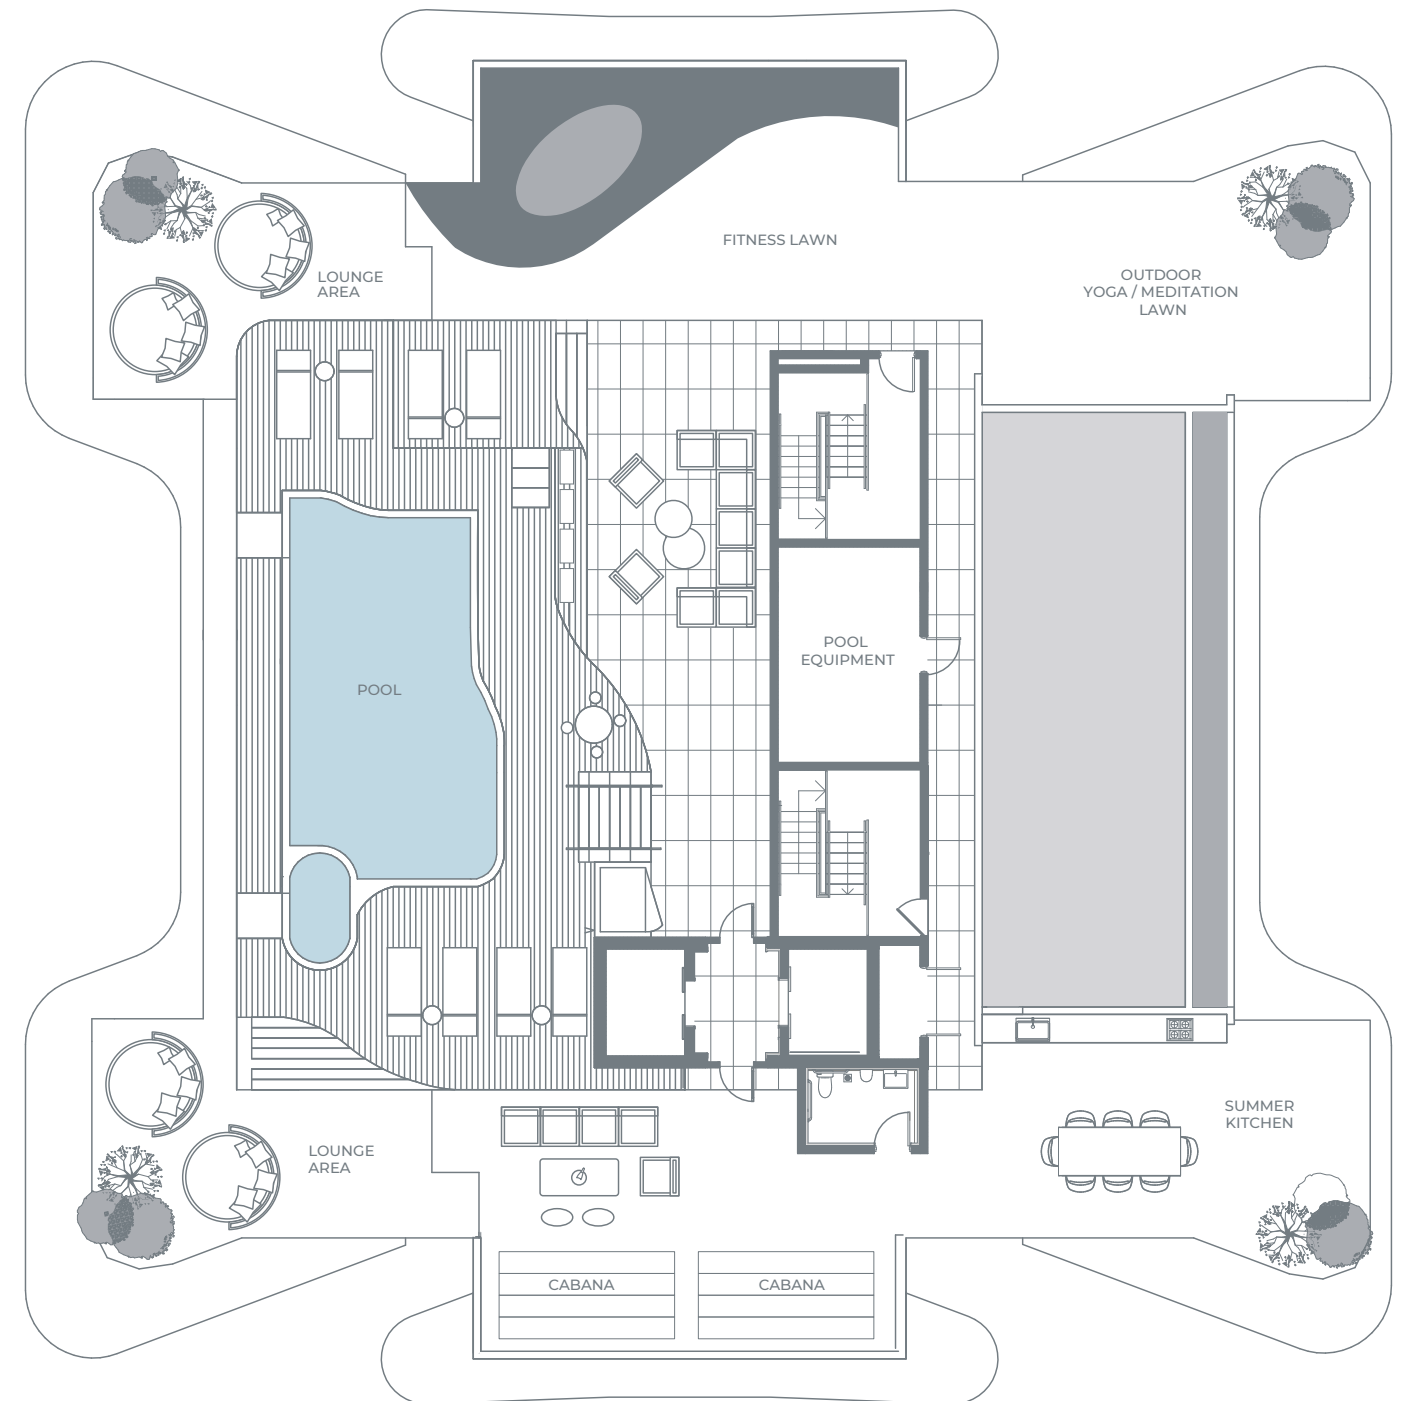 FITNESS LAWN
OUTDOOR
YOGA / MEDITATION
LAWN
LOUNGE
AREA
POOL
EQUIPMENT
POOL
SUMMER
KITCHEN
LOUNGE
AREA
CABANA
CABANA